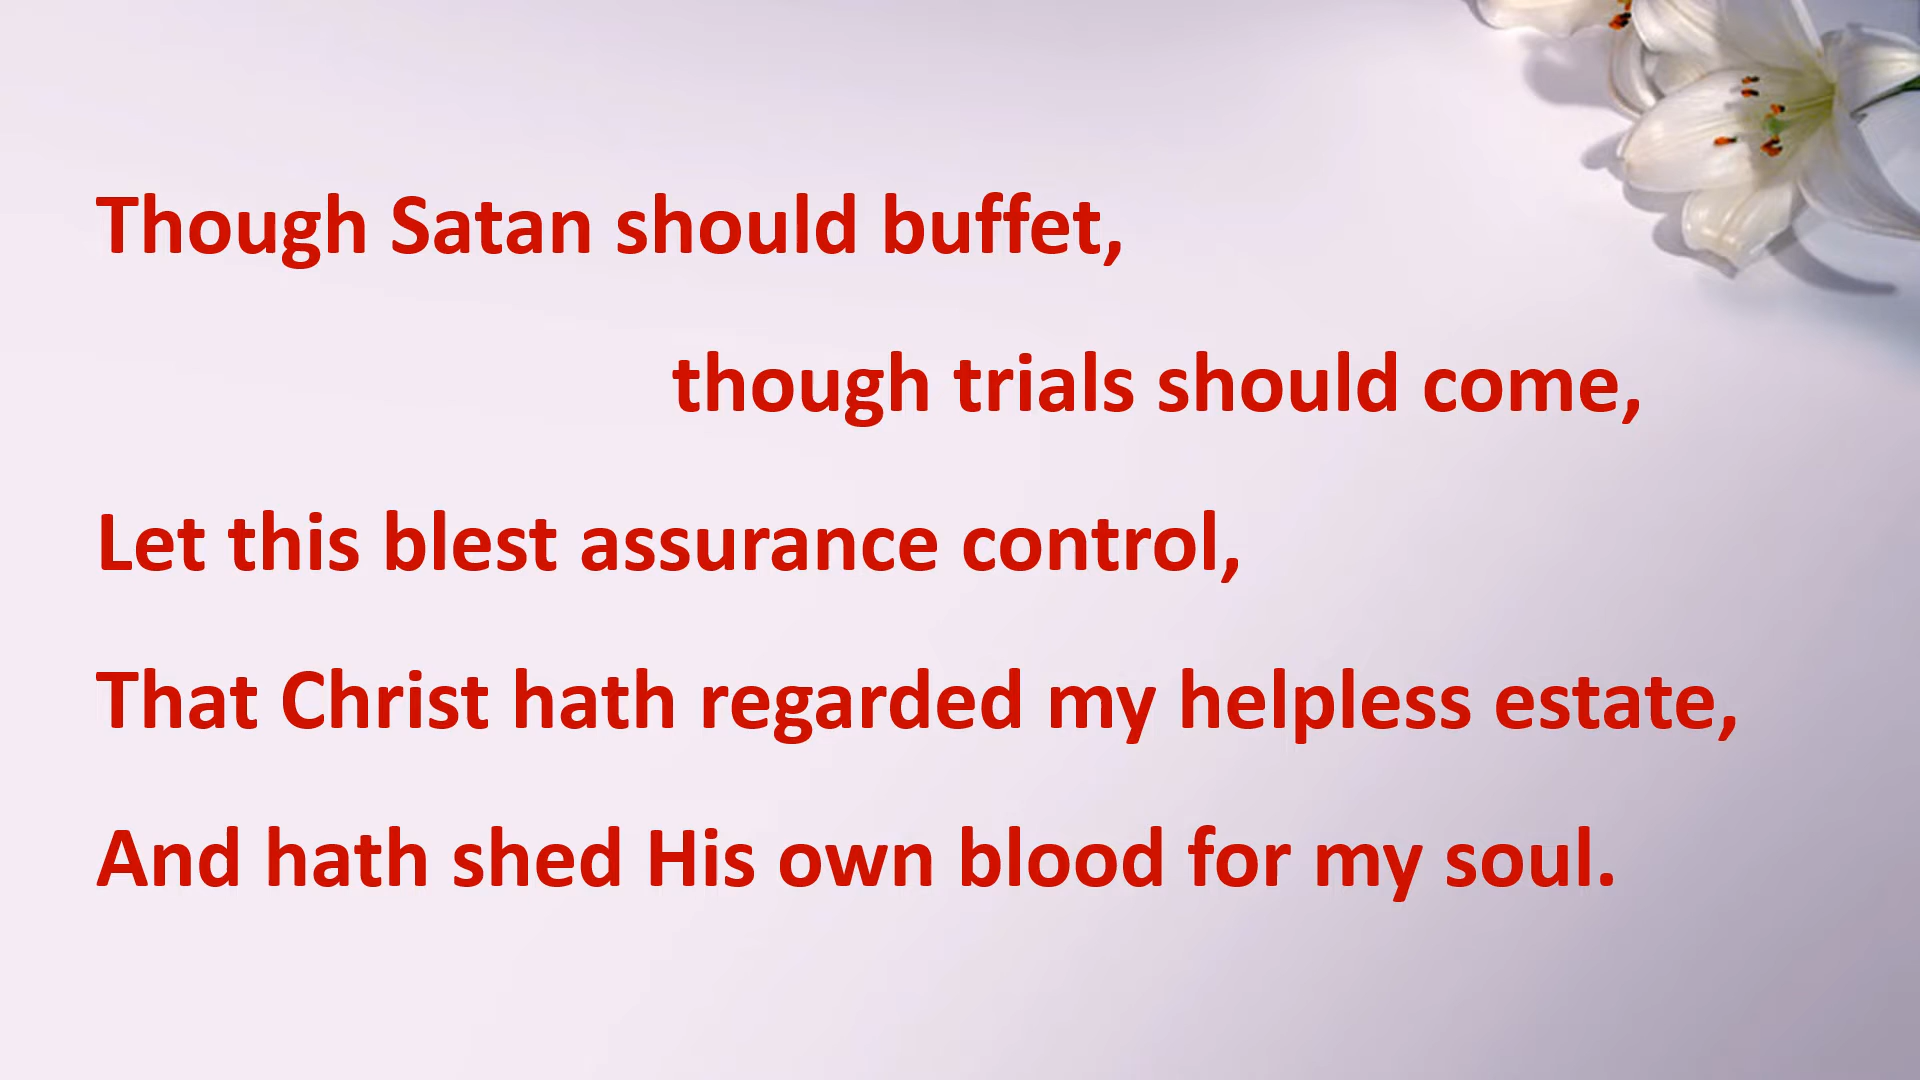 Though Satan should buffet,
though trials should come,
Let this blest assurance control,
That Christ hath regarded my helpless estate,
And hath shed His own blood for my soul.